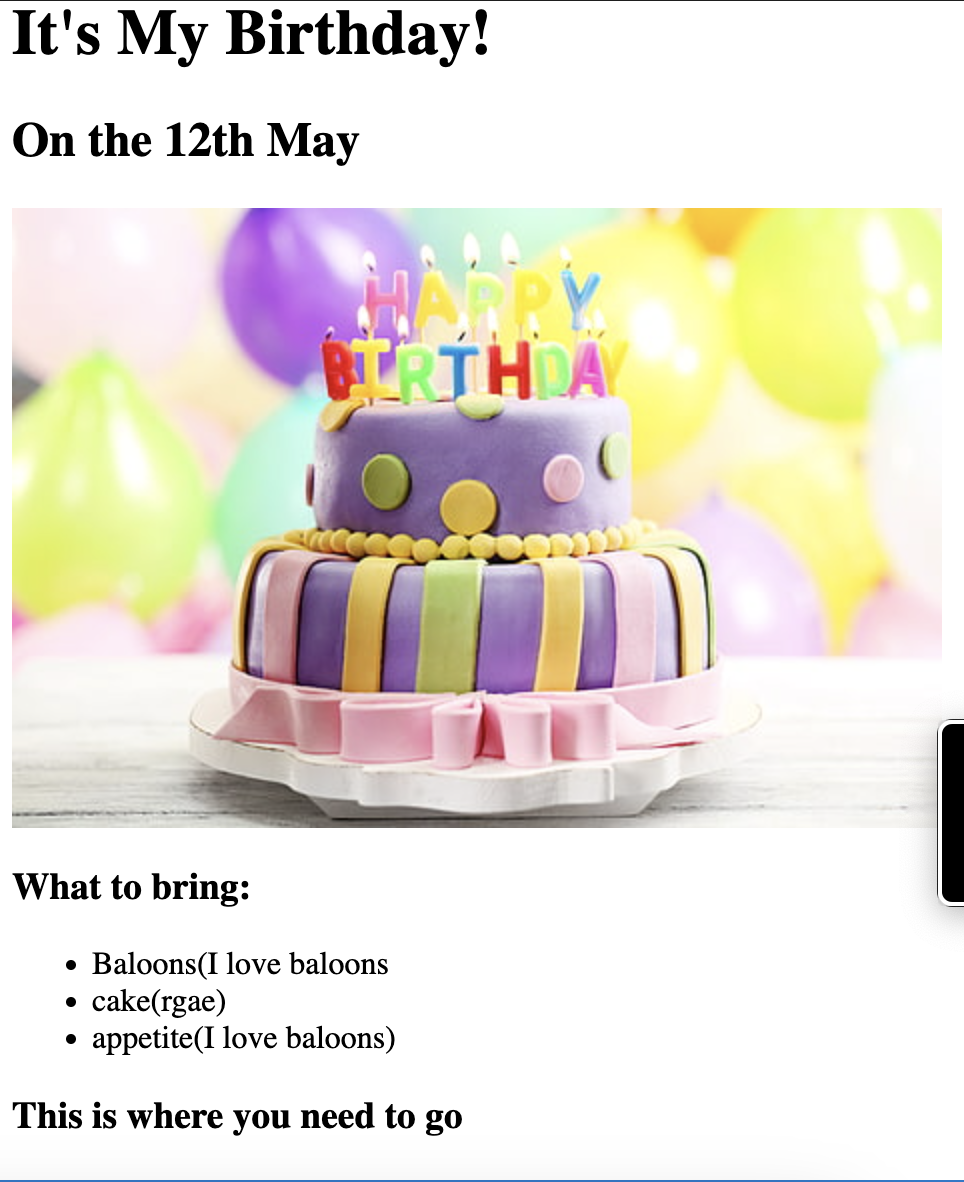 It's My Birthday!
On the 12th May
HAPPY
BIRTHDAY
What to bring:
Baloons(I love baloons
cake(rgae)
appetite(I love baloons)
This is where you need to go